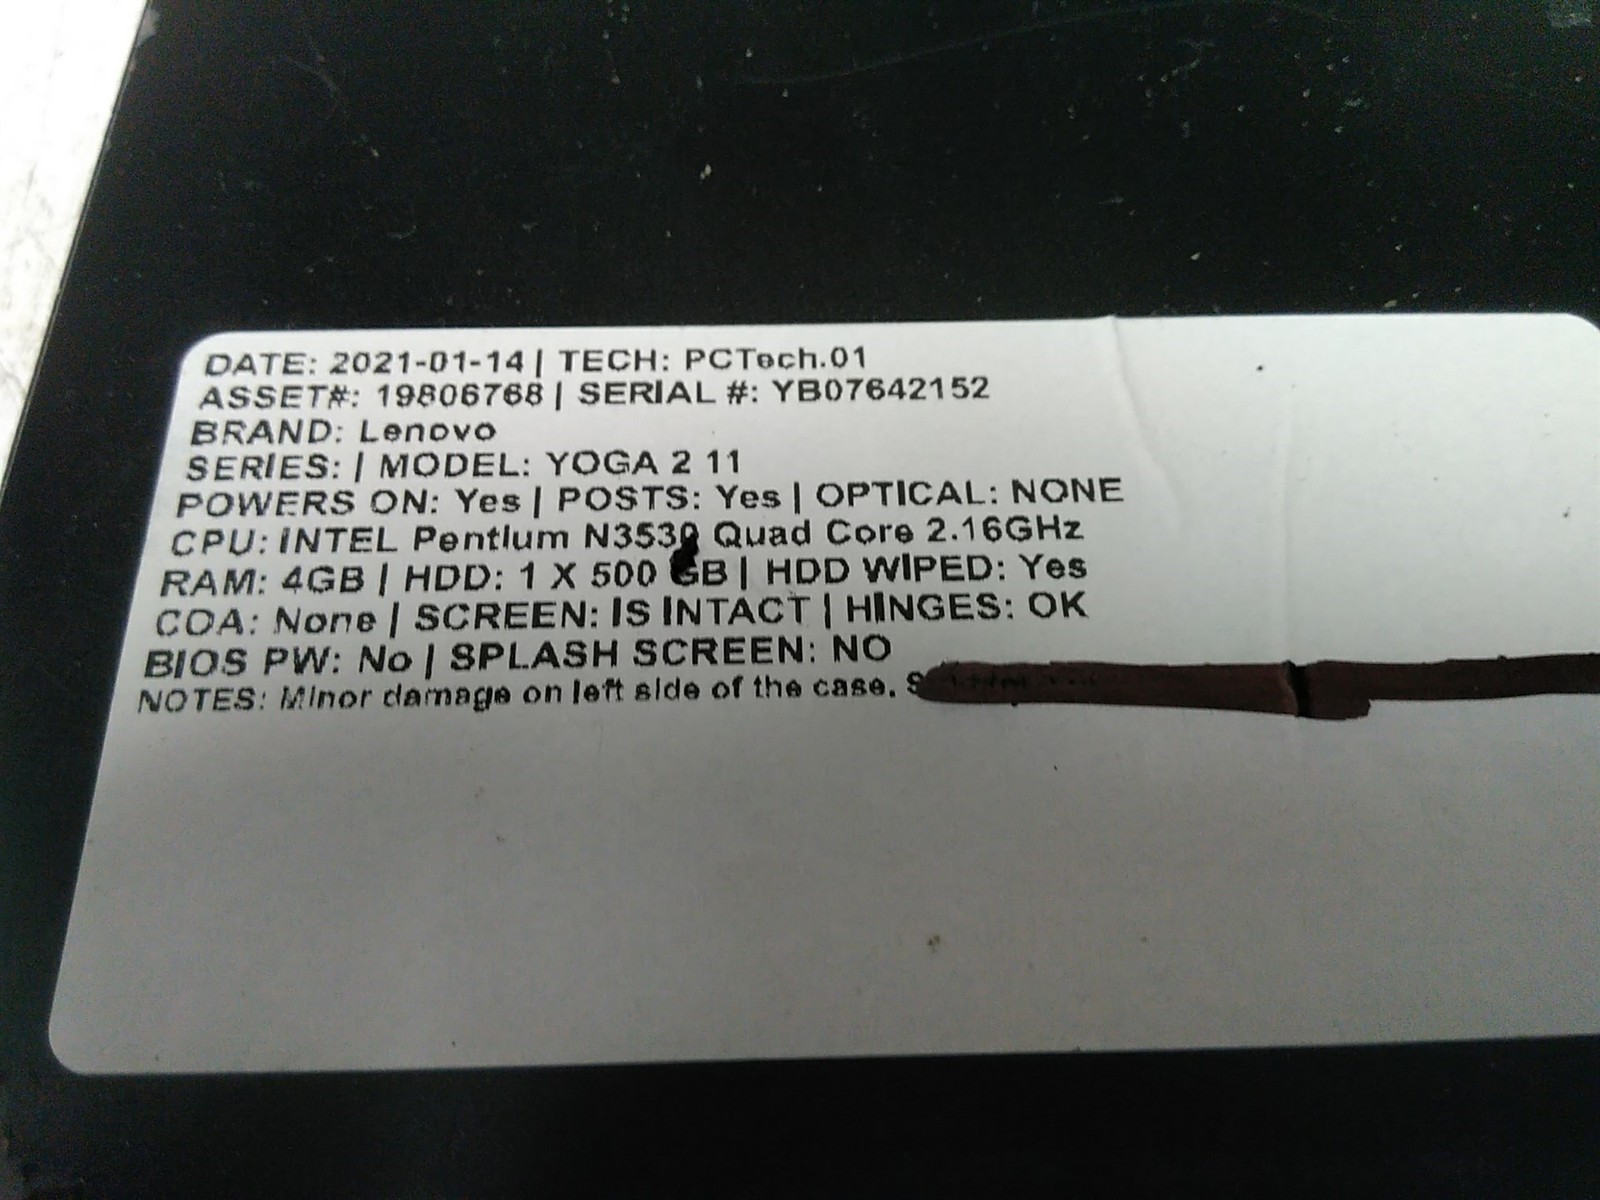 DATE: 2021-01-14 | TECH: PCTech.01
ASSET#: 19806768 | SERIAL #: YB07642152
BRAND: Lenovo
SERIES: | MODEL: YOGA 2 11
POWERS ON: Yes | POSTS: Yes | OPTICAL: NONE
CPU: INTEL Pentium N3530 Quad Core 2.16GHz
RAM: 4GB | HDD: 1 X 500 GB | HDD WIPED: Yes
COA: None | SCREEN: IS INTACT | HINGES: OK
BIOS PW: No | SPLASH SCREEN: NO
NOTES: Minor damage on left side of the case.